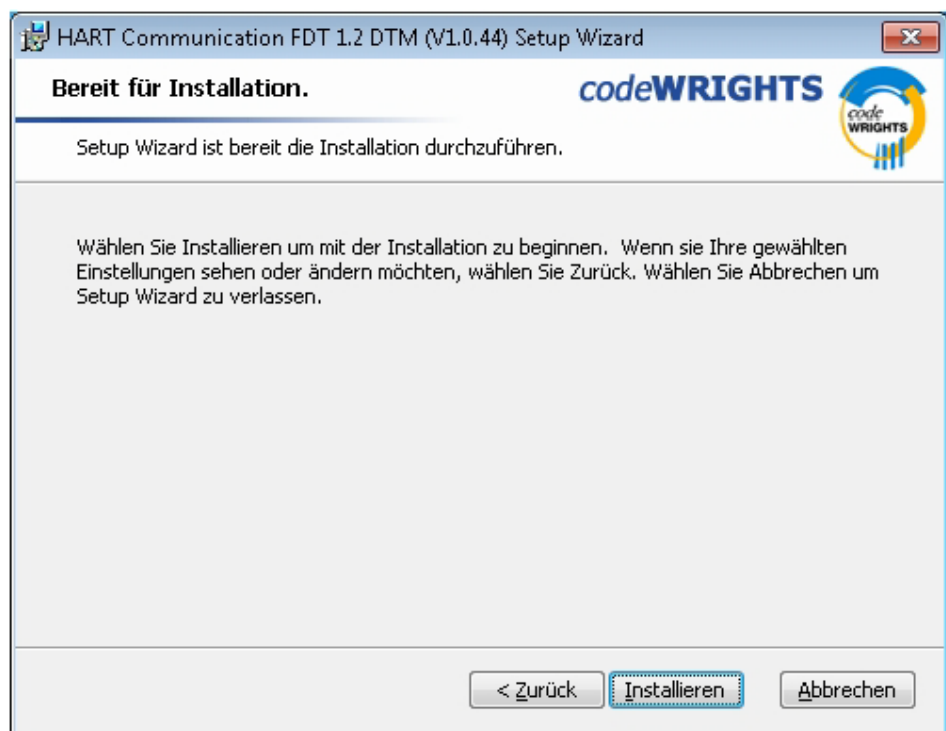 HART Communication FDT 1.2 DTM (V1.0.44) Setup Wizard
Bereit für Installation.
codeWRIGHTS
code
WRIGHTS
Setup Wizard ist bereit die Installation durchzuführen.
Wählen Sie Installieren um mit der Installation zu beginnen.  Wenn sie Ihre gewählten
Einstellungen sehen oder ändern möchten, wählen Sie Zurück. Wählen Sie Abbrechen um
Setup Wizard zu verlassen.
< Zurück
Installieren
Abbrechen